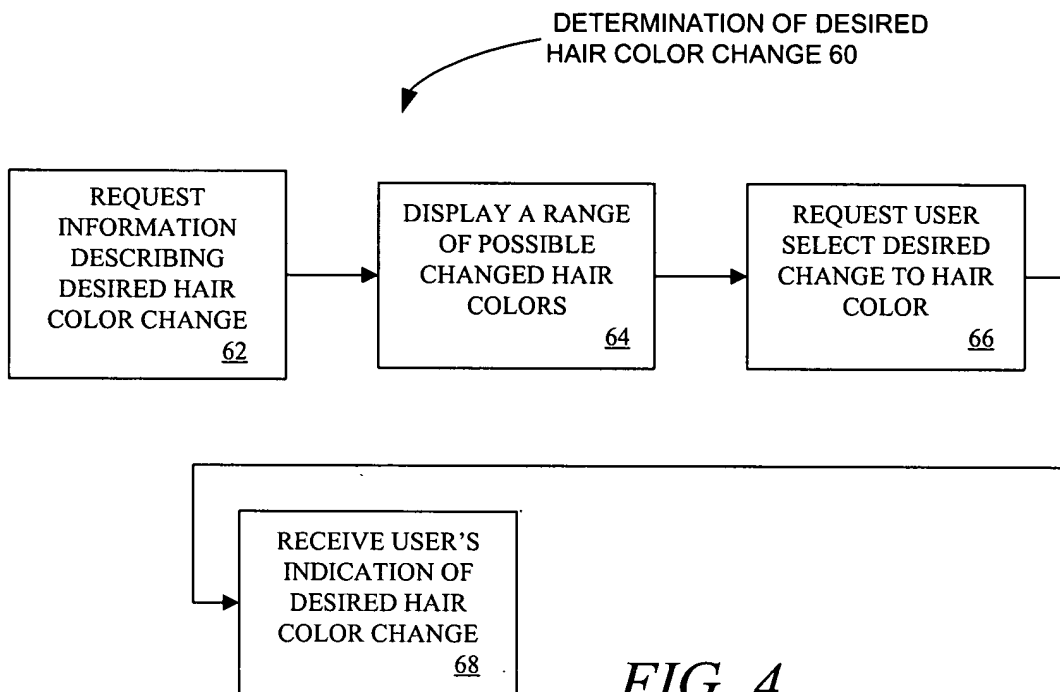 DETERMINATION OF DESIRED
HAIR COLOR CHANGE 60
REQUEST
INFORMATION
DESCRIBING
DESIRED HAIR
COLOR CHANGE
62
DISPLAY A RANGE
OF POSSIBLE
CHANGED HAIR
COLORS
64
REQUEST USER
SELECT DESIRED
CHANGE TO HAIR
COLOR
66
RECEIVE USER'S
INDICATION OF
DESIRED HAIR
COLOR CHANGE
68
FIG. 4